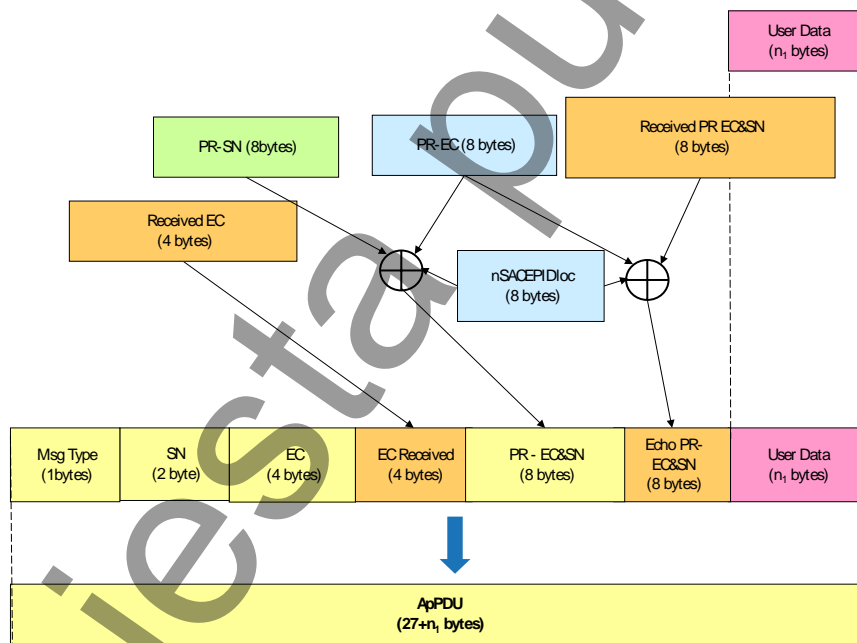 User Data
(n₁ bytes)
PR-SN (8bytes)
PR-EC (8 bytes)
Received PR EC&SN
(8 bytes)
Received EC
(4 bytes)
nSACEPIDloc
(8 bytes)
Msg Type
(1bytes)
SN
(2 byte)
EC
(4 bytes)
EC Received
(4 bytes)
PR - EC&SN
(8 bytes)
Echo PR-
EC&SN
(8 bytes)
User Data
(n₁ bytes)
ApPDU
(27+n₁ bytes)
iesta pu